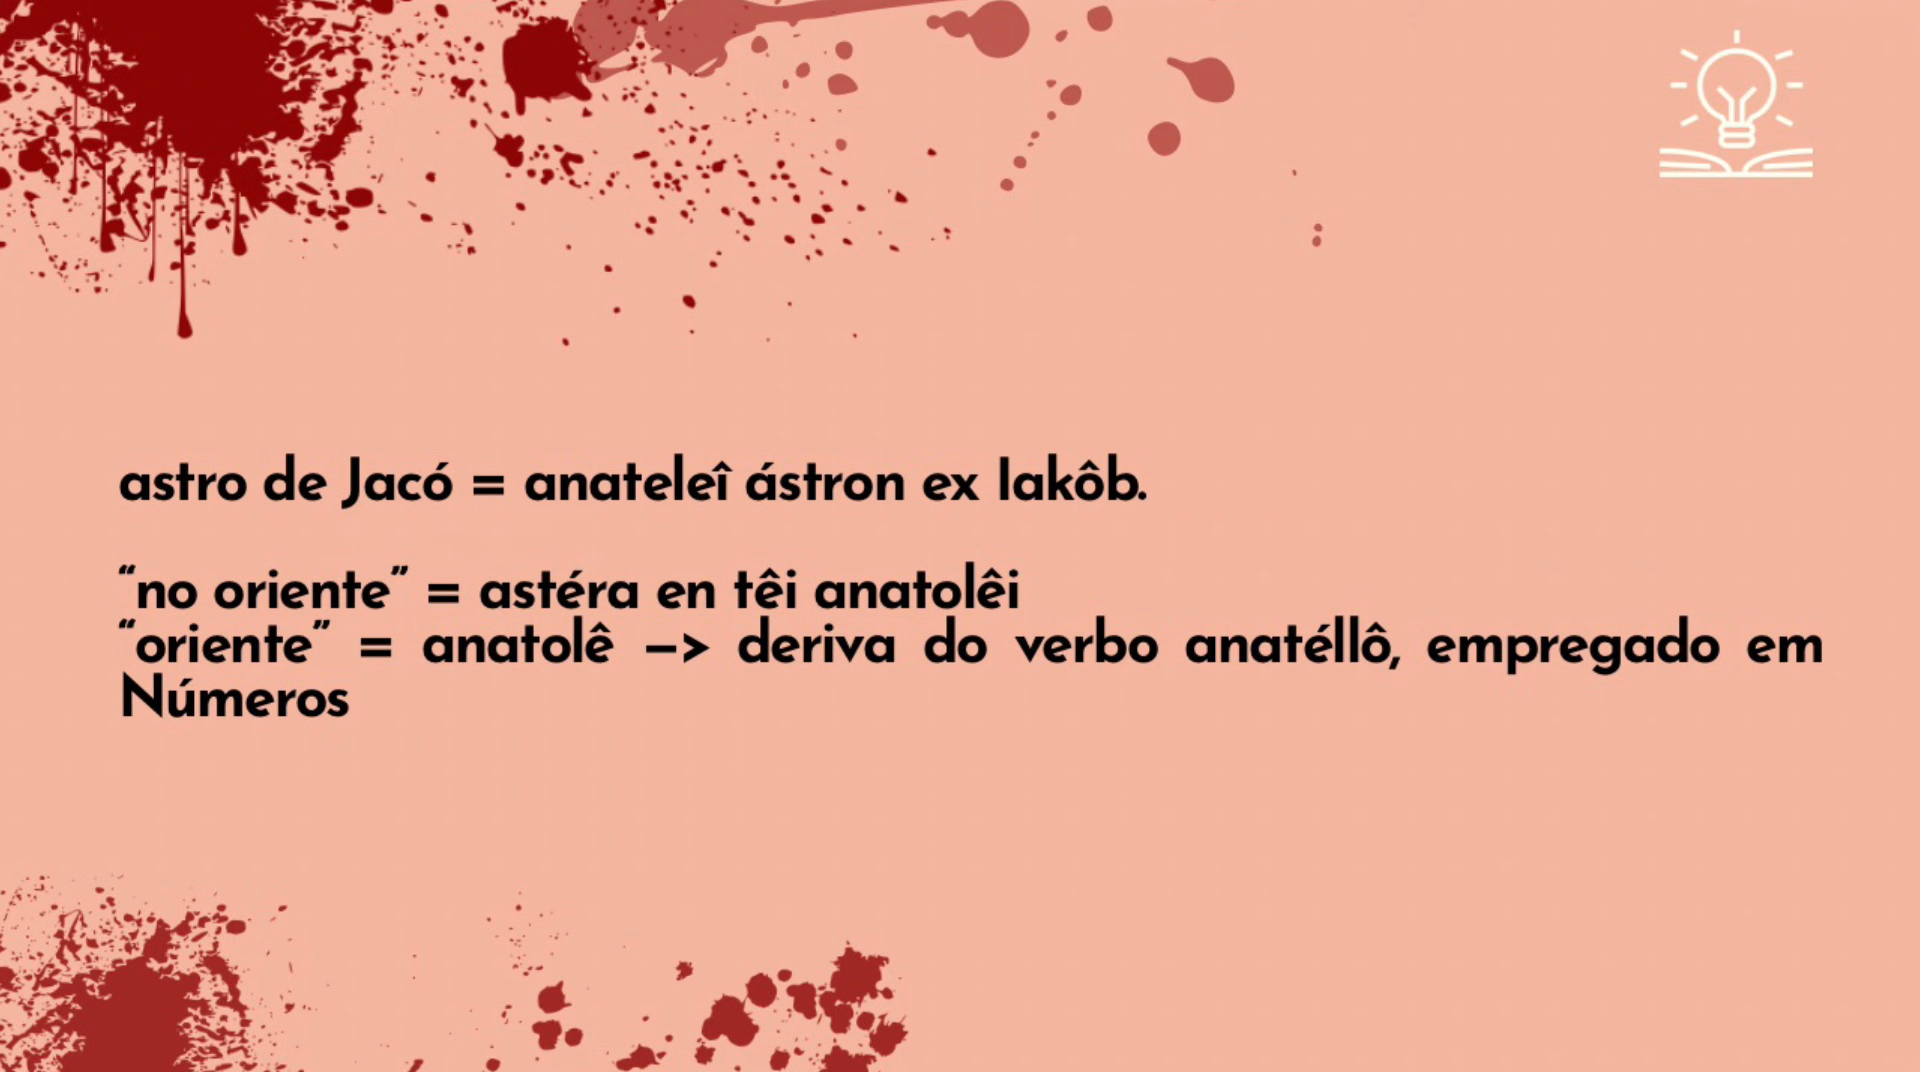 astro de Jacó = anateleî ástron ex Iakôb.
“no oriente” = astéra en têi anatolêi
“oriente” = anatolê –> deriva do verbo anatéllô, empregado em
Números